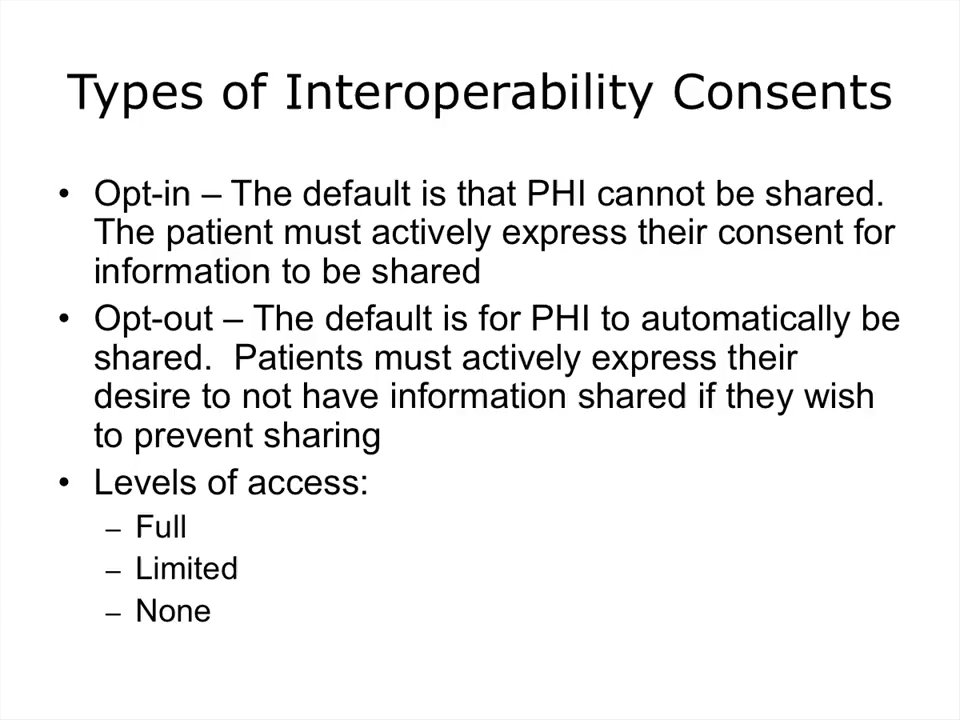 Types of Interoperability Consents
• Opt-in – The default is that PHI cannot be shared.
The patient must actively express their consent for
information to be shared
• Opt-out – The default is for PHI to automatically be
shared.  Patients must actively express their
desire to not have information shared if they wish
to prevent sharing
• Levels of access:
– Full
– Limited
– None